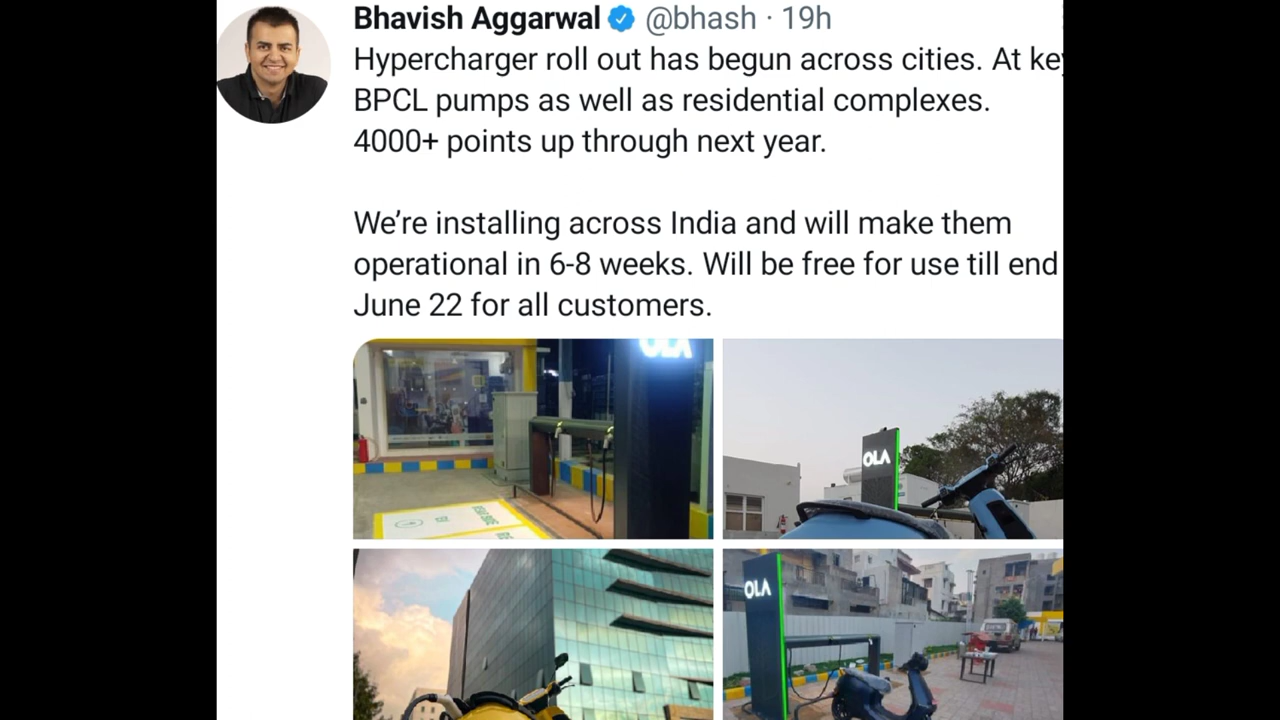 Bhavish Aggarwal @bhash · 19h
Hypercharger roll out has begun across cities. At key
BPCL pumps as well as residential complexes.
4000+ points up through next year.
We're installing across India and will make them
operational in 6-8 weeks. Will be free for use till end
June 22 for all customers.
OLA
OLA
OLA